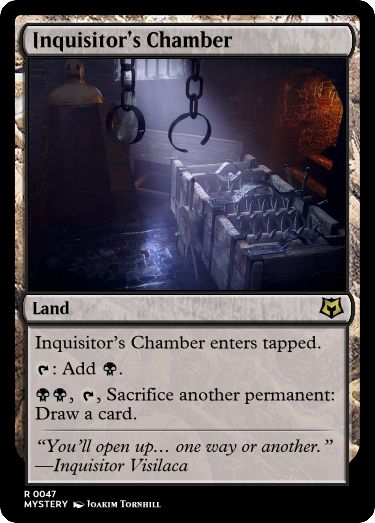 Inquisitor's Chamber
Land
Inquisitor's Chamber enters tapped.
: Add .
, , Sacrifice another permanent:
Draw a card.
“You'll open up… one way or another.”
—Inquisitor Visilaca
R 0047
MYSTERY Joakim Tornhill